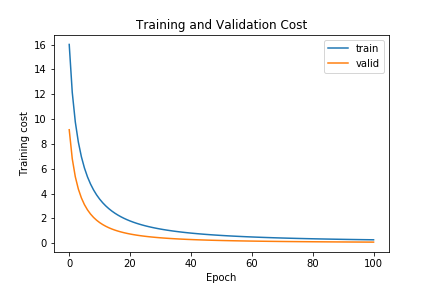 Training and Validation Cost
train
valid
Training cost
16
14
12
10
8
6
4
2
0
0 20 40 60 80 100
Epoch